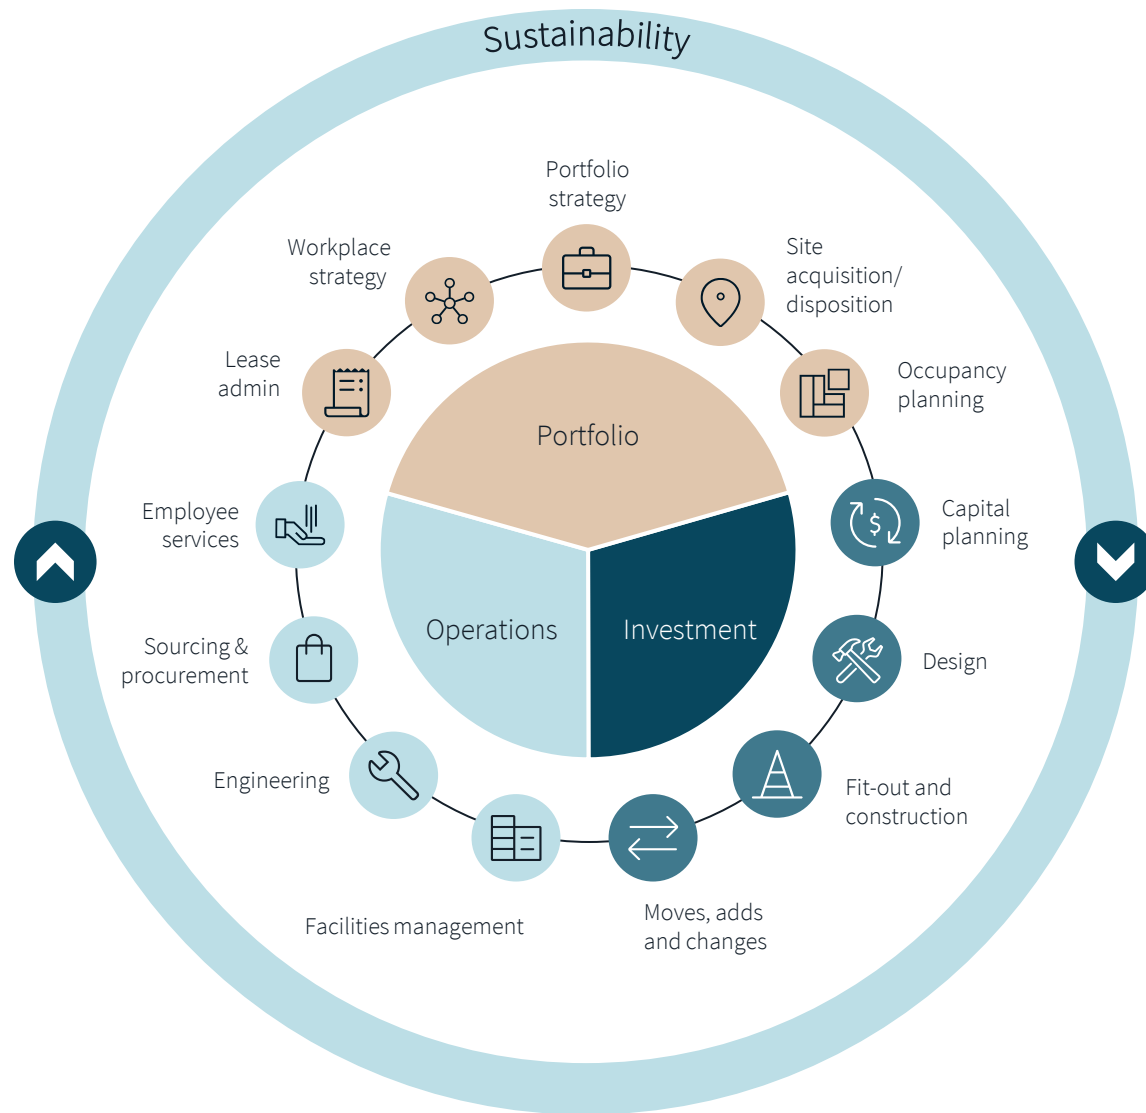 Sustainability
Portfolio
strategy
Site
acquisition/
disposition
Occupancy
planning
Capital
planning
$
Design
Fit-out and
construction
Moves, adds
and changes
Facilities management
Engineering
Sourcing &
procurement
Employee
services
Lease
admin
Workplace
strategy
Portfolio
Operations
Investment